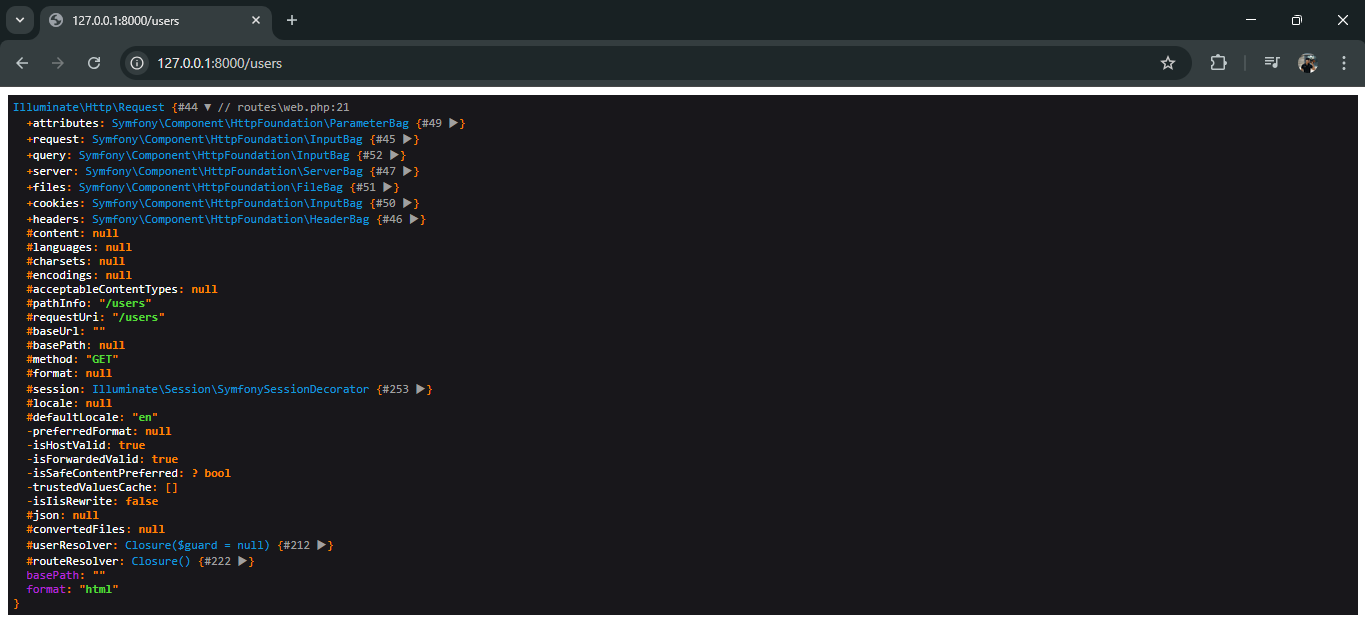 127.0.0.1:8000/users
127.0.0.1:8000/users
Illuminate\Http\Request {#44 ▼ // routes\web.php:21
+attributes: Symfony\Component\HttpFoundation\ParameterBag {#49 ▶}
+request: Symfony\Component\HttpFoundation\InputBag {#45 ▶}
+query: Symfony\Component\HttpFoundation\InputBag {#52 ▶}
+server: Symfony\Component\HttpFoundation\ServerBag {#47 ▶}
+files: Symfony\Component\HttpFoundation\FileBag {#51 ▶}
+cookies: Symfony\Component\HttpFoundation\InputBag {#50 ▶}
+headers: Symfony\Component\HttpFoundation\HeaderBag {#46 ▶}
#content: null
#languages: null
#charsets: null
#encodings: null
#acceptableContentTypes: null
#pathInfo: "/users"
#requestUri: "/users"
#baseUrl: ""
#basePath: null
#method: "GET"
#format: null
#session: Illuminate\Session\SymfonySessionDecorator {#253 ▶}
#locale: null
#defaultLocale: "en"
-preferredFormat: null
-isHostValid: true
-isForwardedValid: true
-isSafeContentPreferred: ? bool
-trustedValuesCache: []
-isIisRewrite: false
#json: null
#convertedFiles: null
#userResolver: Closure($guard = null) {#212 ▶}
#routeResolver: Closure() {#222 ▶}
basePath: ""
format: "html"
}